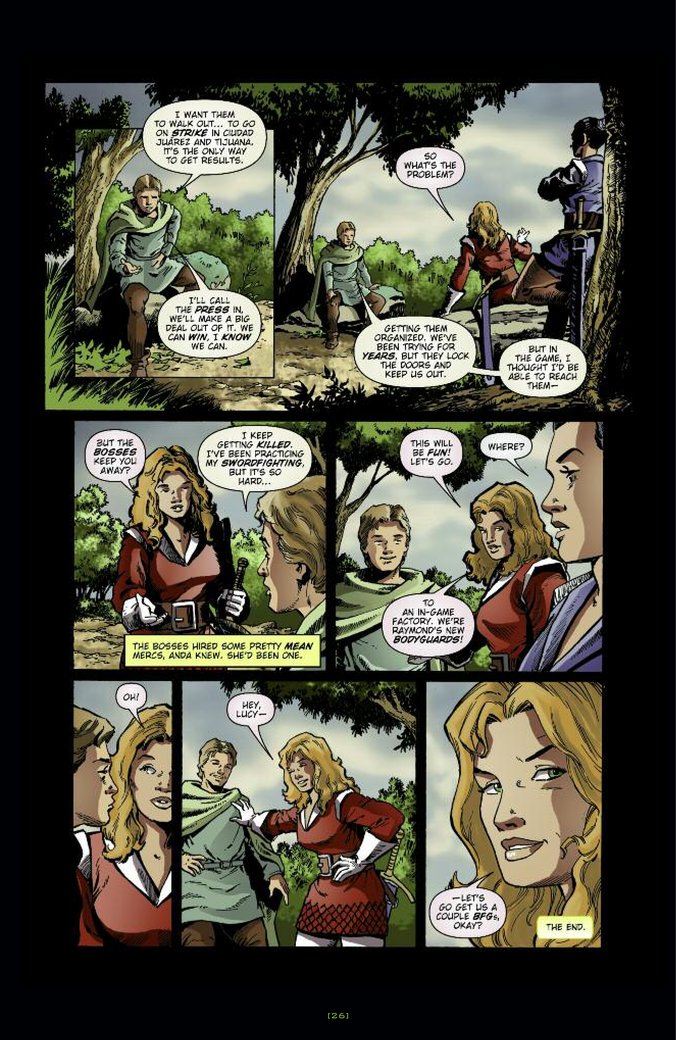 I WANT THEM
TO WALK OUT... TO GO
ON STRIKE IN CIUDAD
JUÁREZ AND TIJUANA.
IT'S THE ONLY WAY
TO GET RESULTS.
I'LL CALL
THE PRESS IN,
WE'LL MAKE A BIG
DEAL OUT OF IT. WE
CAN WIN, I KNOW
WE CAN.
SO
WHAT'S THE
PROBLEM?
GETTING THEM
ORGANIZED. WE'VE
BEEN TRYING FOR
YEARS, BUT THEY LOCK
THE DOORS AND
KEEP US OUT.
BUT IN
THE GAME, I
THOUGHT I'D BE
ABLE TO REACH
THEM—
BUT THE
BOSSES
KEEP YOU
AWAY?
I KEEP
GETTING KILLED.
I'VE BEEN PRACTICING
MY SWORDFIGHTING,
BUT IT'S SO
HARD...
THE BOSSES HIRED SOME PRETTY MEAN
MERCS, ANDA KNEW. SHE'D BEEN ONE.
THIS WILL
BE FUN!
LET'S GO.
WHERE?
TO
AN IN-GAME
FACTORY. WE'RE
RAYMOND'S NEW
BODYGUARDS!
OH!
HEY,
LUCY—
—LET'S
GO GET US A
COUPLE BFGs,
OKAY?
THE END.
[26]